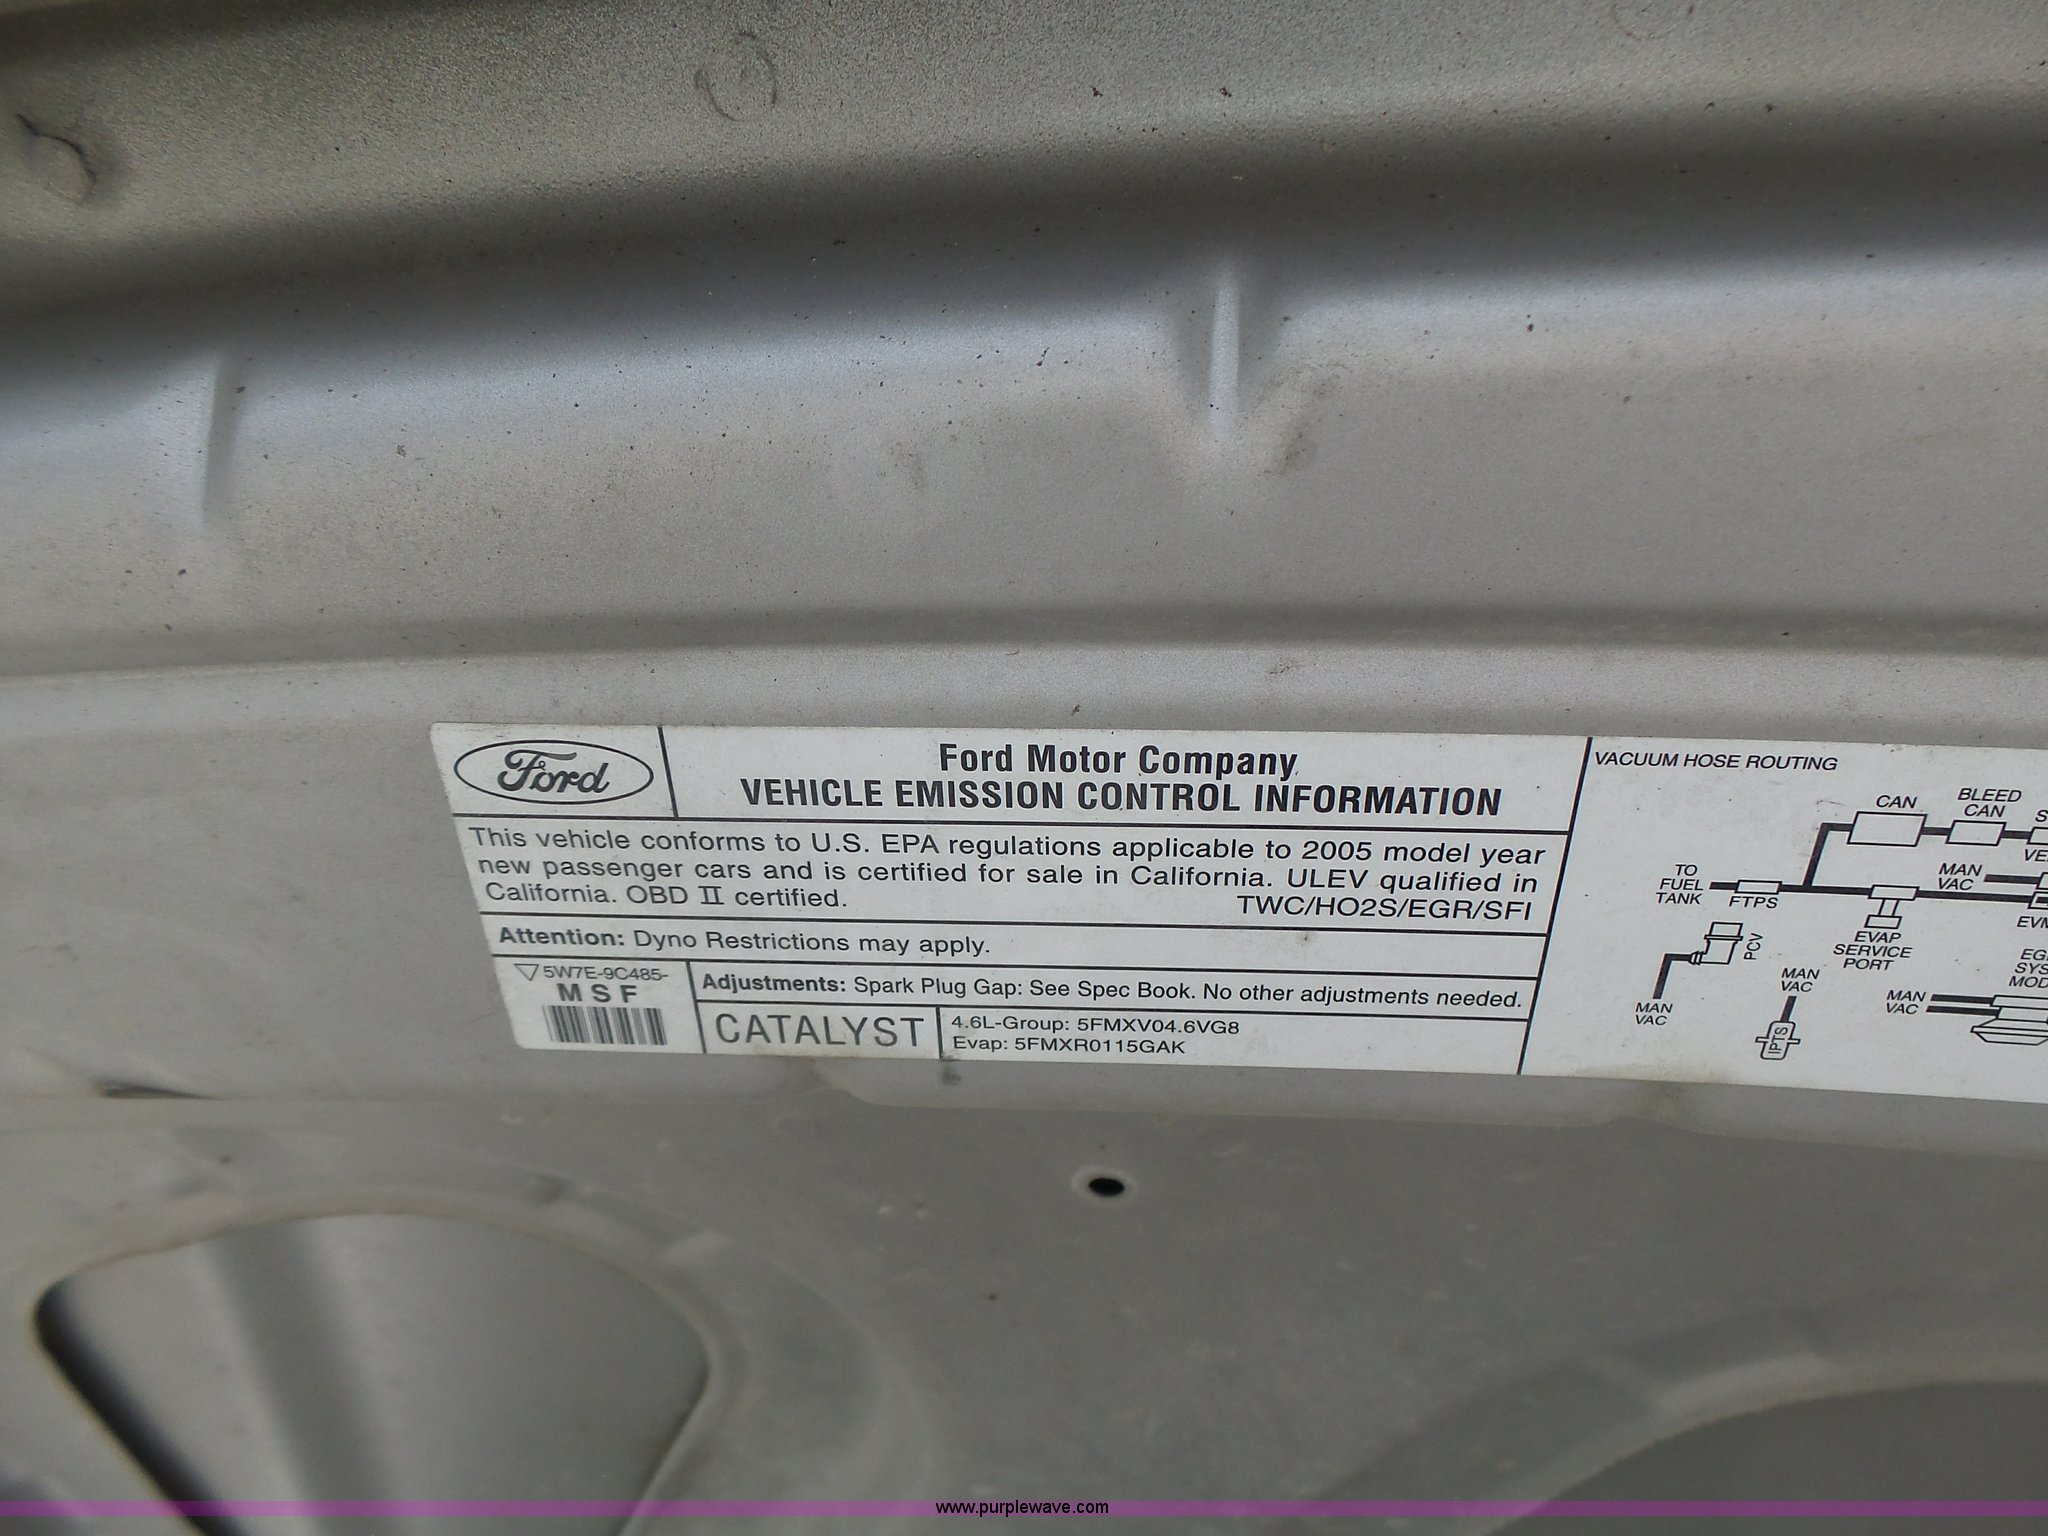 Ford
Ford Motor Company
VEHICLE EMISSION CONTROL INFORMATION
This vehicle conforms to U.S. EPA regulations applicable to 2005 model year
new passenger cars and is certified for sale in California. ULEV qualified in
California. OBD II certified.
TWC/HO2S/EGR/SFI
Attention: Dyno Restrictions may apply.
5W7E-9C485-
M S F
Adjustments: Spark Plug Gap: See Spec Book. No other adjustments needed.
CATALYST
4.6L-Group: 5FMXV04.6VG8
Evap: 5FMXR0115GAK
VACUUM HOSE ROUTING
CAN
BLEED
CAN
TO
FUEL
TANK
FTPS
MAN
VAC
EVAP
SERVICE
PORT
PCV
MAN
VAC
MAN
VAC
IPTS
MAN
VAC
www.purplewave.com